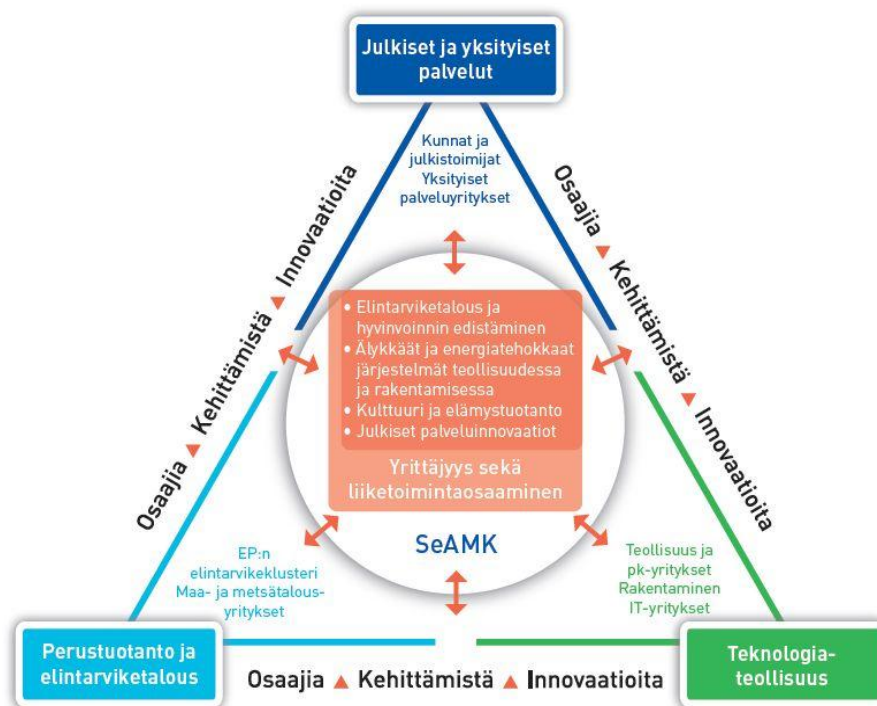 Julkiset ja yksityiset
palvelut
Kunnat ja
julkistoimijat
Yksityiset
palveluyritykset
Osaajia ▲ Kehittämistä ▲ Innovaatioita
Osaajia ▲ Kehittämistä ▲ Innovaatioita
• Elintarviketalous ja
hyvinvoinnin edistäminen
• Älykkäät ja energiatehokkaat
järjestelmät teollisuudessa
ja rakentamisessa
• Kulttuuri ja elämystuotanto
• Julkiset palveluinnovaatiot
Yrittäjyys sekä
liiketoimintaosaaminen
SeAMK
EP:n
elintarvikeklusteri
Maa- ja metsätalous-
yritykset
Teollisuus ja
pk-yritykset
Rakentaminen
IT-yritykset
Perustuotanto ja
elintarviketalous
Osaajia ▲ Kehittämistä ▲ Innovaatioita
Teknologia-
teollisuus